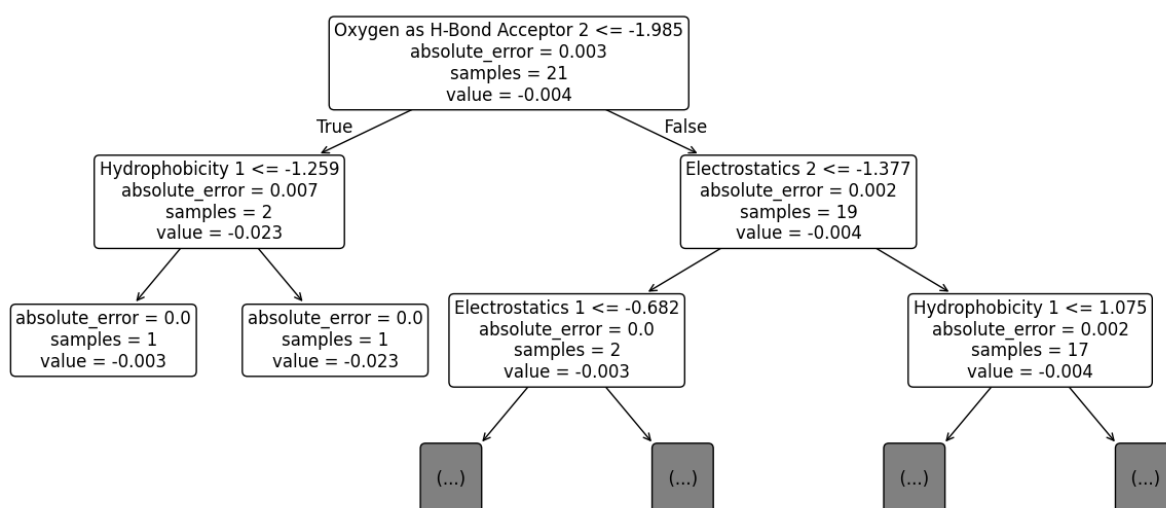 Oxygen as H-Bond Acceptor 2 <= -1.985
absolute_error = 0.003
samples = 21
value = -0.004
True
False
Hydrophobicity 1 <= -1.259
absolute_error = 0.007
samples = 2
value = -0.023
Electrostatics 2 <= -1.377
absolute_error = 0.002
samples = 19
value = -0.004
absolute_error = 0.0
samples = 1
value = -0.003
absolute_error = 0.0
samples = 1
value = -0.023
Electrostatics 1 <= -0.682
absolute_error = 0.0
samples = 2
value = -0.003
Hydrophobicity 1 <= 1.075
absolute_error = 0.002
samples = 17
value = -0.004
(...)
(...)
(...)
(...)